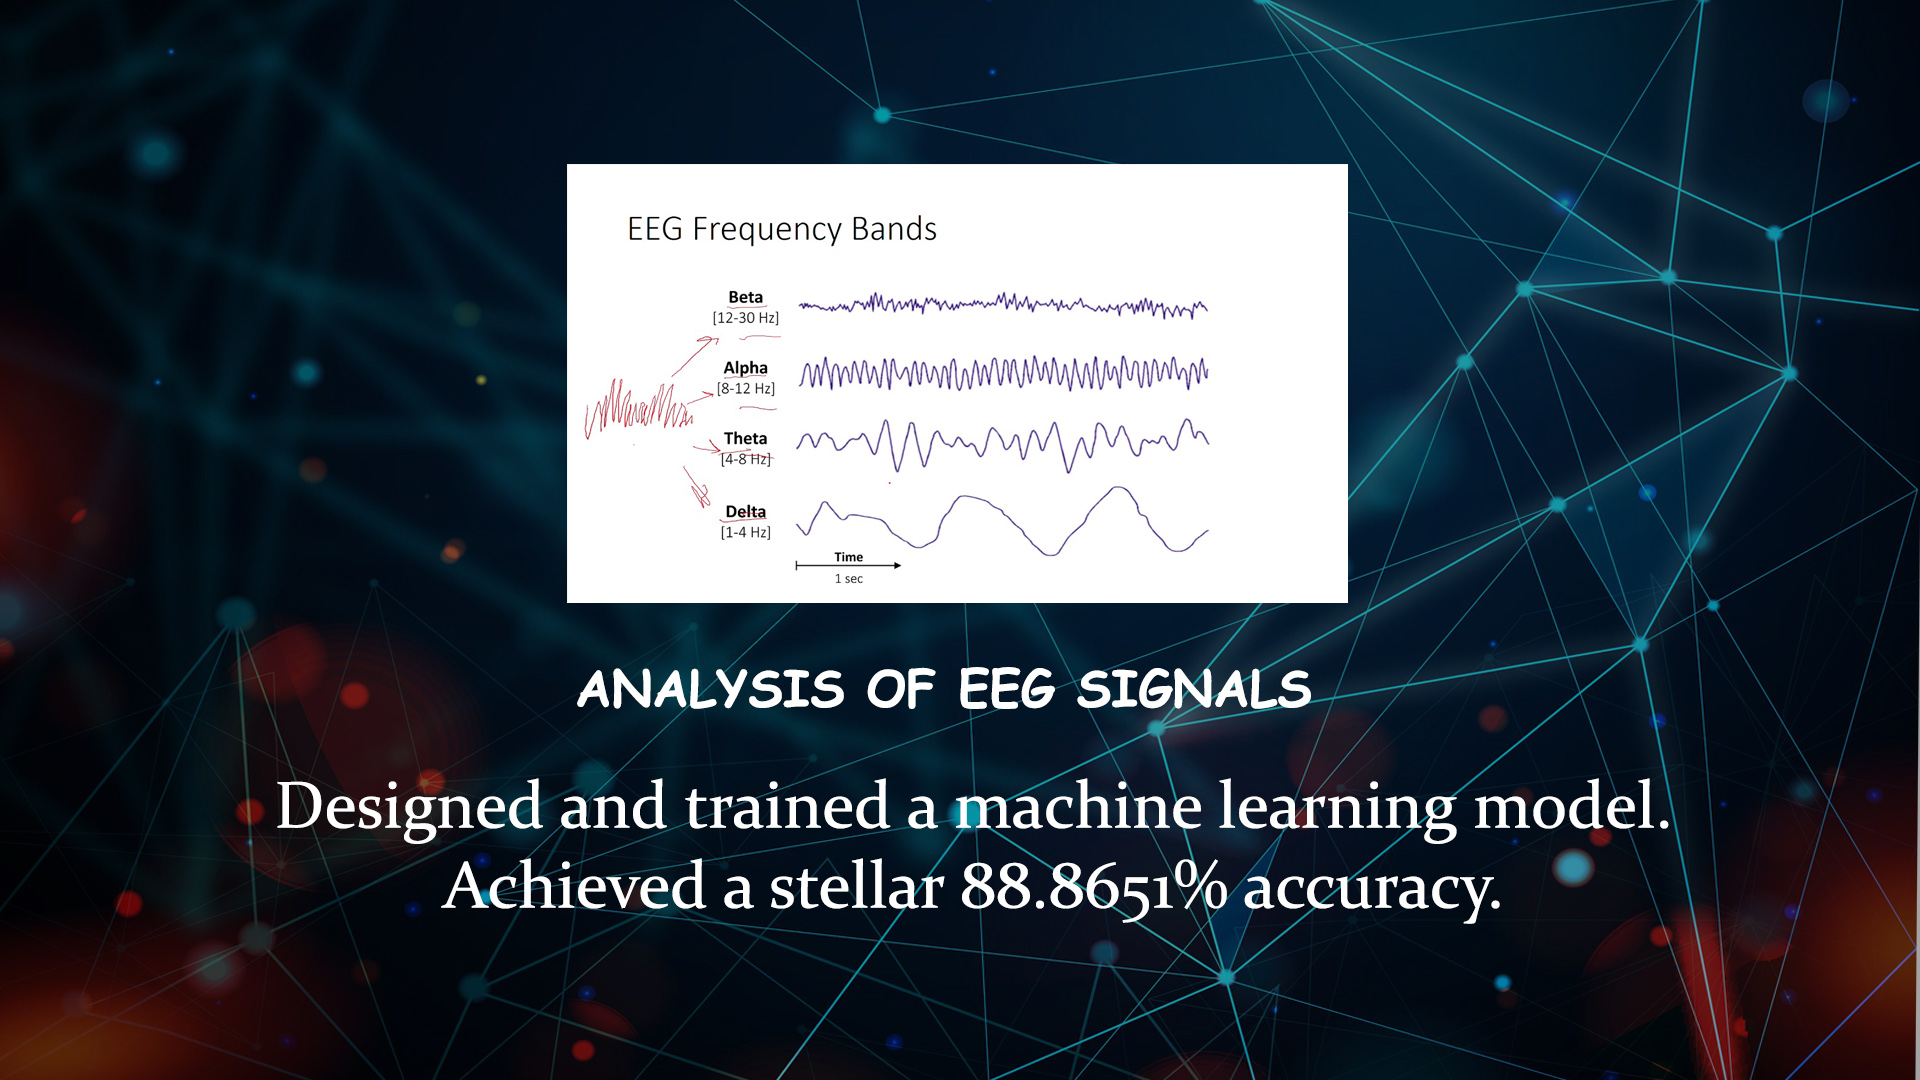 EEG Frequency Bands
Beta
[12-30 Hz]
Alpha
[8-12 Hz]
Theta
[4-8 Hz]
Delta
[1-4 Hz]
Time
1 sec
ANALYSIS OF EEG SIGNALS
Designed and trained a machine learning model.
Achieved a stellar 88.8651% accuracy.